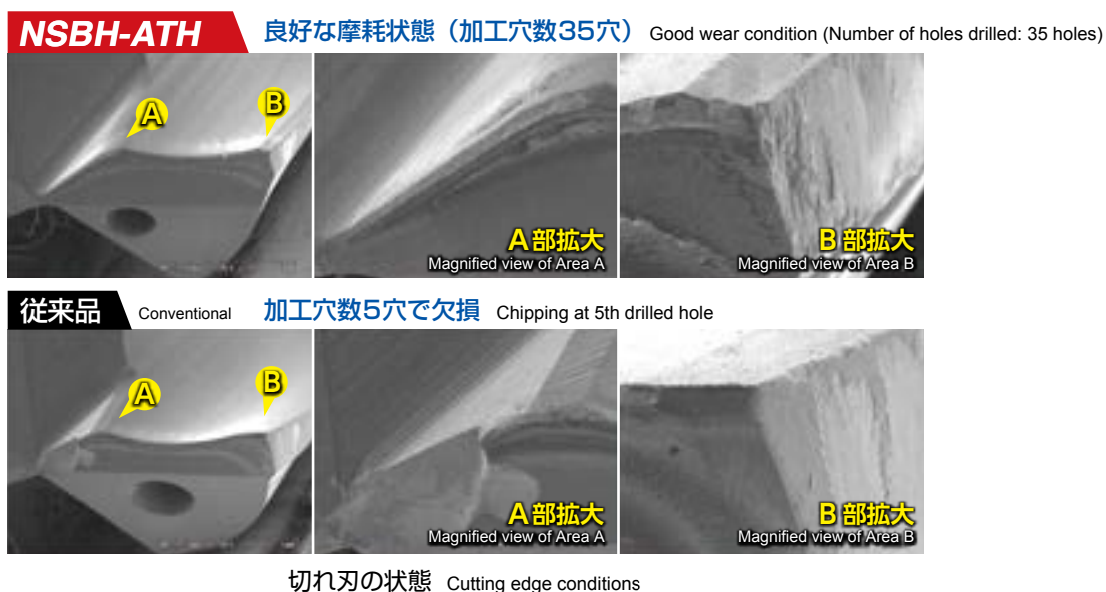 NSBH-ATH 良好な摩耗状態（加工穴数35穴） Good wear condition (Number of holes drilled: 35 holes)
A B
A部拡大 B部拡大
Magnified view of Area A Magnified view of Area B
従来品 Conventional 加工穴数5穴で欠損 Chipping at 5th drilled hole
A B
A部拡大 B部拡大
Magnified view of Area A Magnified view of Area B
切れ刃の状態 Cutting edge conditions